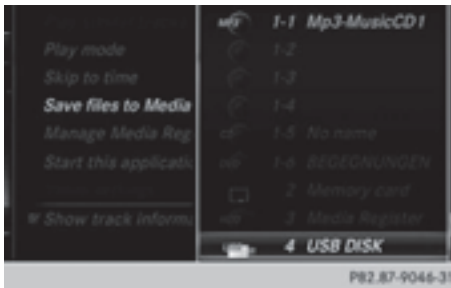 Play mode
Skip to time
Save files to Media
Manage Media Reg
Start this applicati
Show track Informa
1-1 Mp3-MusicCD1
1-2
1-3
1-4
1-5 No name
1-6 BEGEGNUNGEN
2 Memory card
3 Media Register
4 USB DISK
P82.87-9046-31